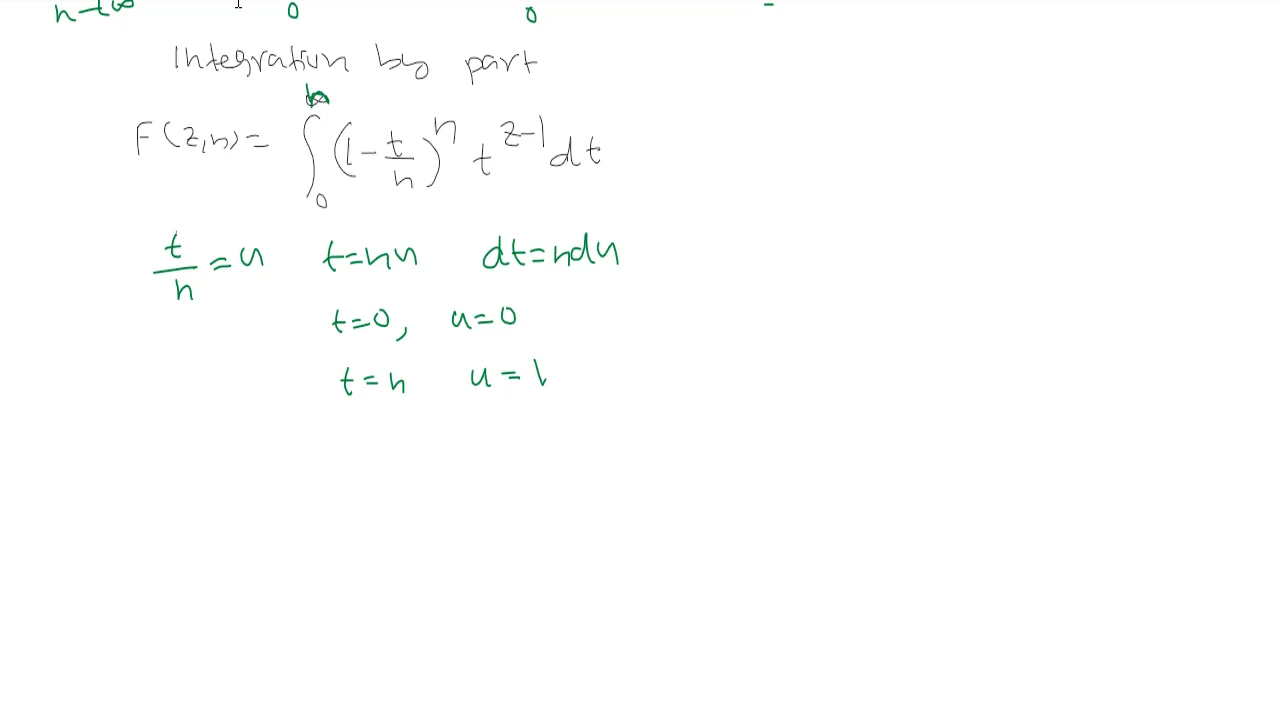 n→∞ 0 0
Integration by part
F(z,n) = ∫₀ⁿ (1 - t/n)ⁿ t^(z-1) dt
t/n = u t=nu dt=ndu
t=0, u=0
t=n u=1